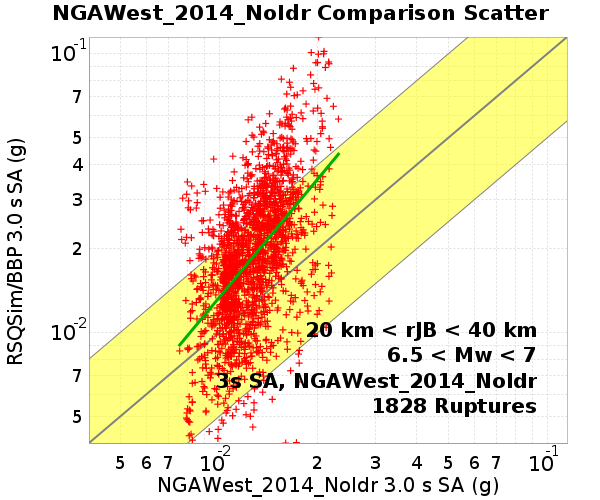 NGAWest_2014_NoIdr Comparison Scatter
RSQSim/BBP 3.0 s SA (g)
10^-1
7
5
4
3
2
10^-2
7
5
20 km < rJB < 40 km
6.5 < Mw < 7
3s SA, NGAWest_2014_NoIdr
1828 Ruptures
5 6 7 10^-2 2 3 4 5 6 7 10^-1
NGAWest_2014_NoIdr 3.0 s SA (g)